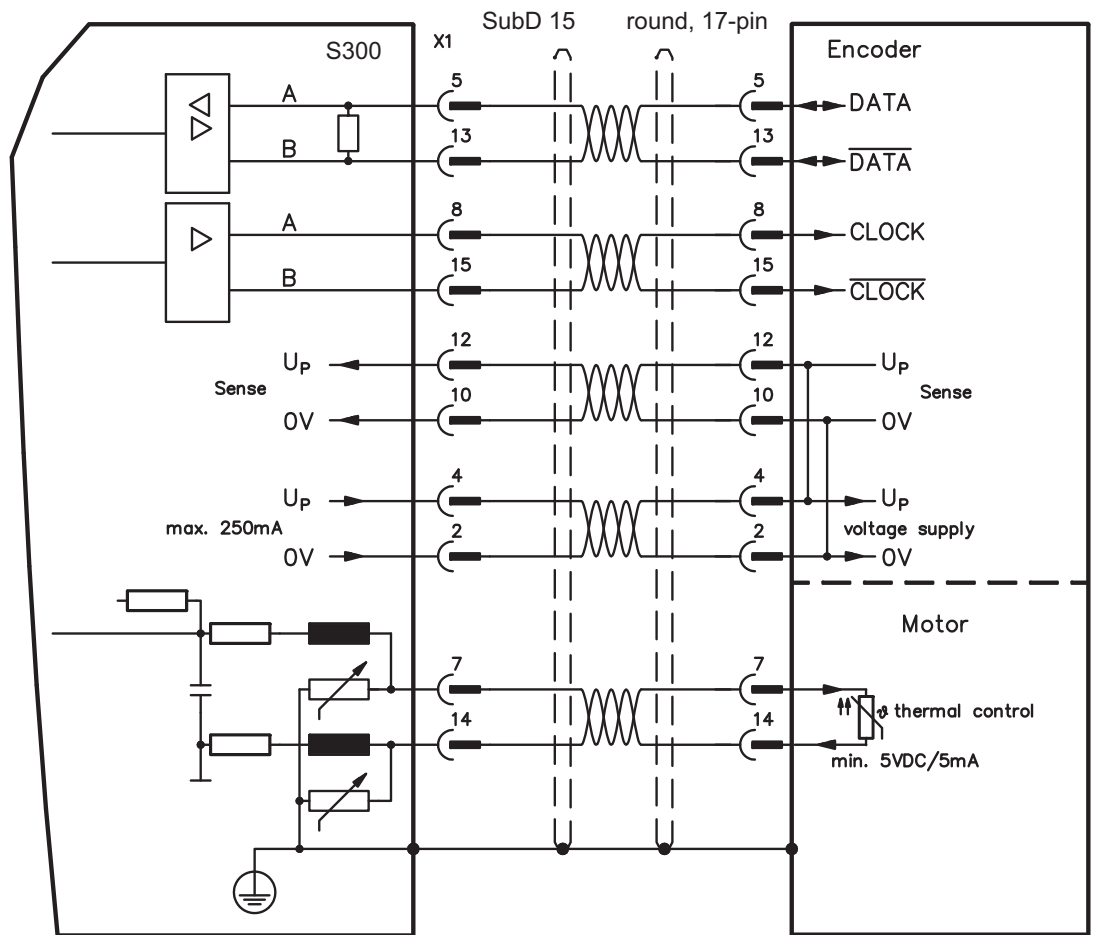 SubD 15 round, 17-pin
S300 X1 Encoder
A 5 5 DATA
B 13 13 DATA
A 8 8 CLOCK
B 15 15 CLOCK
UP 12 12 UP
Sense Sense
0V 10 10 0V
UP 4 4 UP
max. 250mA voltage supply
0V 2 2 0V
Motor
7 7
ϑ thermal control
14 14
min. 5VDC/5mA